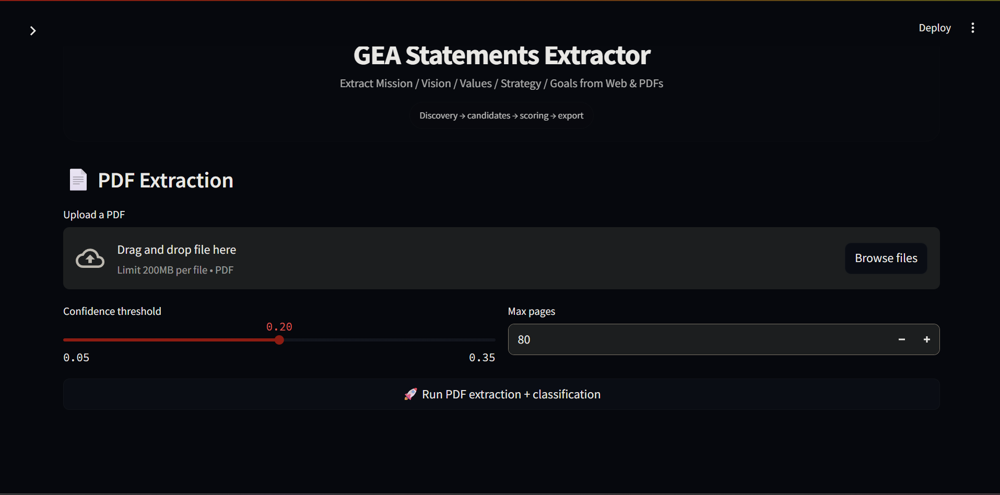 Deploy
GEA Statements Extractor
Extract Mission / Vision / Values / Strategy / Goals from Web & PDFs
Discovery → candidates → scoring → export
PDF Extraction
Upload a PDF
Drag and drop file here
Limit 200MB per file • PDF
Browse files
Confidence threshold
0.20
0.05
0.35
Max pages
80
Run PDF extraction + classification